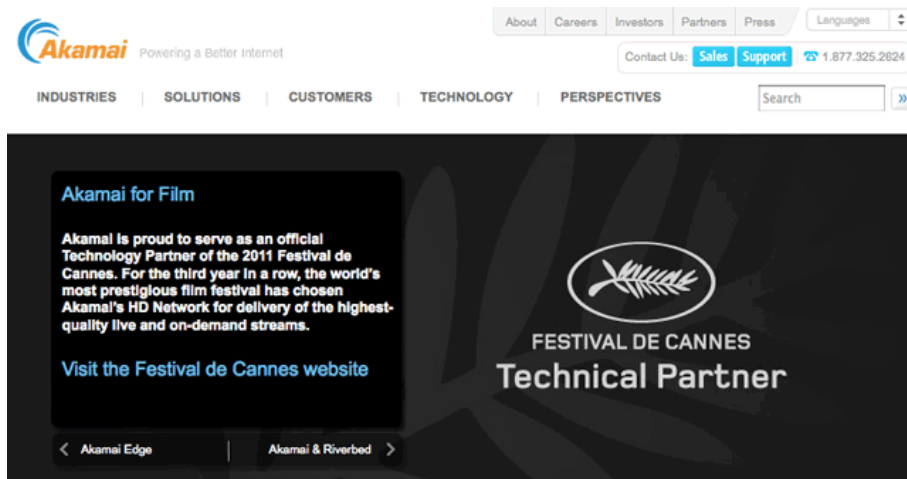 About Careers Investors Partners Press Languages
Akamai Powering a Better Internet
Contact Us: Sales Support 1.877.325.2624
INDUSTRIES SOLUTIONS CUSTOMERS TECHNOLOGY PERSPECTIVES Search
Akamai for Film
Akamai is proud to serve as an official
Technology Partner of the 2011 Festival de
Cannes. For the third year in a row, the world's
most prestigious film festival has chosen
Akamai's HD Network for delivery of the highest-
quality live and on-demand streams.
Visit the Festival de Cannes website
FESTIVAL DE CANNES
Technical Partner
Akamai Edge Akamai & Riverbed